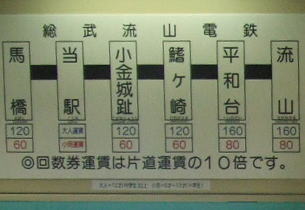 総武流山電鉄
馬橋
当駅
小金城趾
鰭ヶ崎
平和台
流山
120 大人運賃 120 120 160 160
60 小児運賃 60 60 80 80
◎回数券運賃は片道運賃の10倍です。